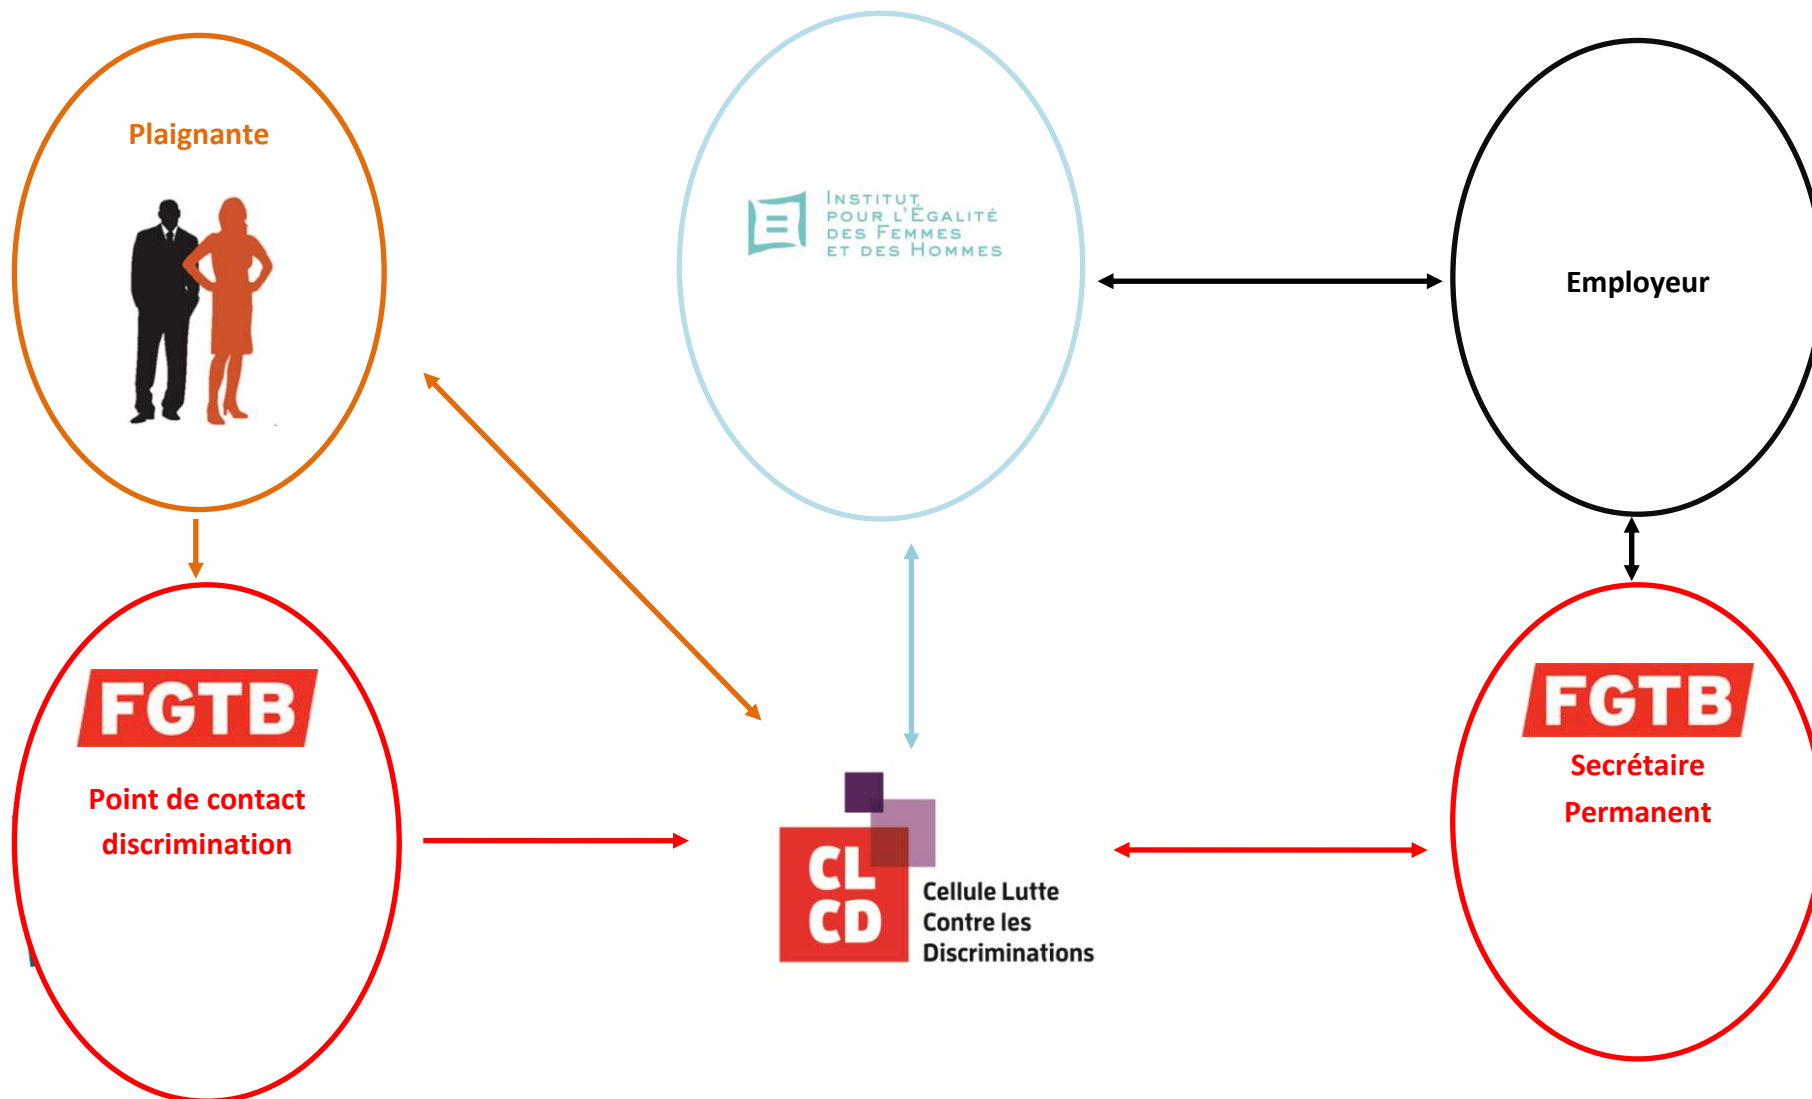 Plaignante
INSTITUT
POUR L'ÉGALITÉ
DES FEMMES
ET DES HOMMES
Employeur
FGTB
Point de contact
discrimination
CL
CD
Cellule Lutte
Contre les
Discriminations
FGTB
Secrétaire
Permanent